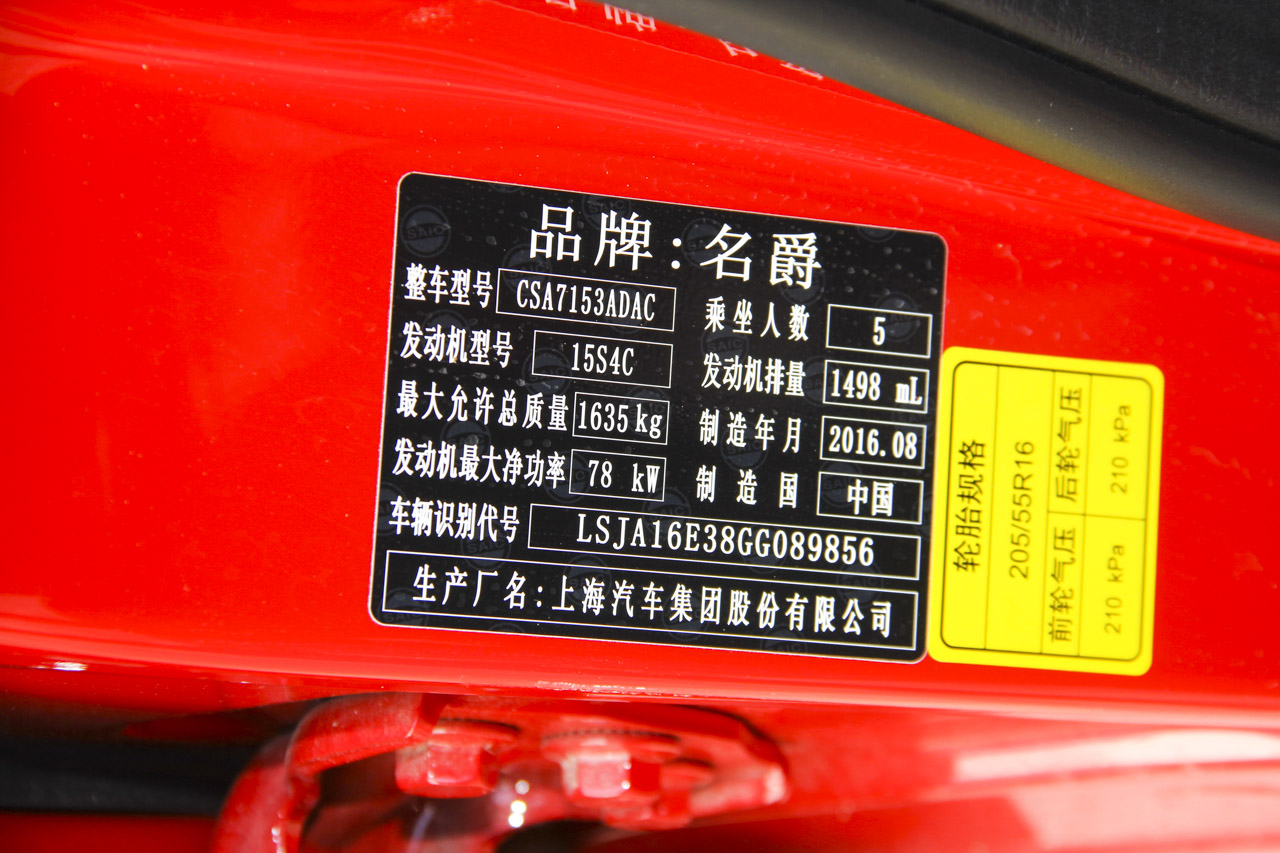 品牌:名爵
整车型号 CSA7153ADAC 乘坐人数 5
发动机型号 15S4C 发动机排量 1498 mL
最大允许总质量 1635kg 制造年月 2016.08
发动机最大净功率 78 kW 制造国 中国
车辆识别代号 LSJA16E38GG089856
生产厂名:上海汽车集团股份有限公司
轮胎规格
205/55R16
前轮气压 后轮气压
210 kPa 210 kPa
SAIC